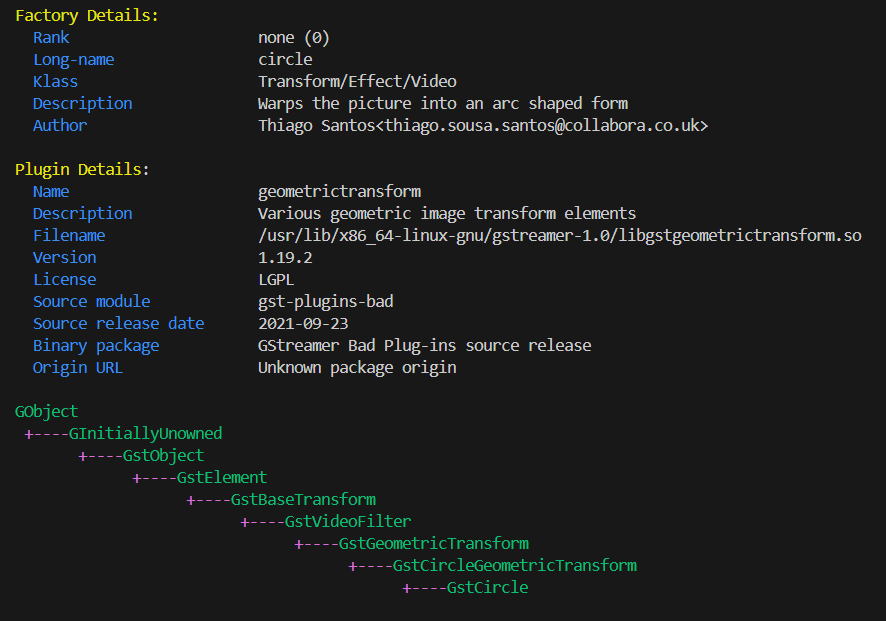 Factory Details:
Rank none (0)
Long-name circle
Klass Transform/Effect/Video
Description Warps the picture into an arc shaped form
Author Thiago Santos<thiago.sousa.santos@collabora.co.uk>
Plugin Details:
Name geometrictransform
Description Various geometric image transform elements
Filename /usr/lib/x86_64-linux-gnu/gstreamer-1.0/libgstgeometrictransform.so
Version 1.19.2
License LGPL
Source module gst-plugins-bad
Source release date 2021-09-23
Binary package GStreamer Bad Plug-ins source release
Origin URL Unknown package origin
GObject
+----GInitiallyUnowned
+----GstObject
+----GstElement
+----GstBaseTransform
+----GstVideoFilter
+----GstGeometricTransform
+----GstCircleGeometricTransform
+----GstCircle